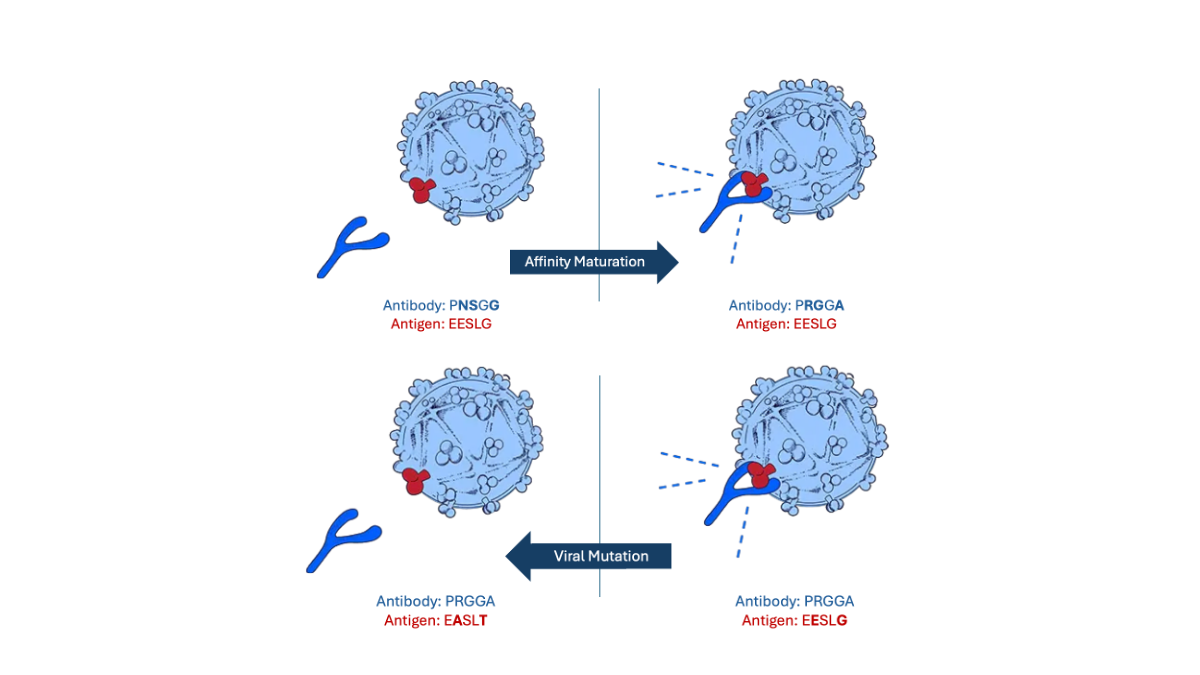 Affinity Maturation
Antibody: PNSGG
Antigen: EESLG
Antibody: PRGGA
Antigen: EESLG
Viral Mutation
Antibody: PRGGA
Antigen: EASLT
Antibody: PRGGA
Antigen: EESLG